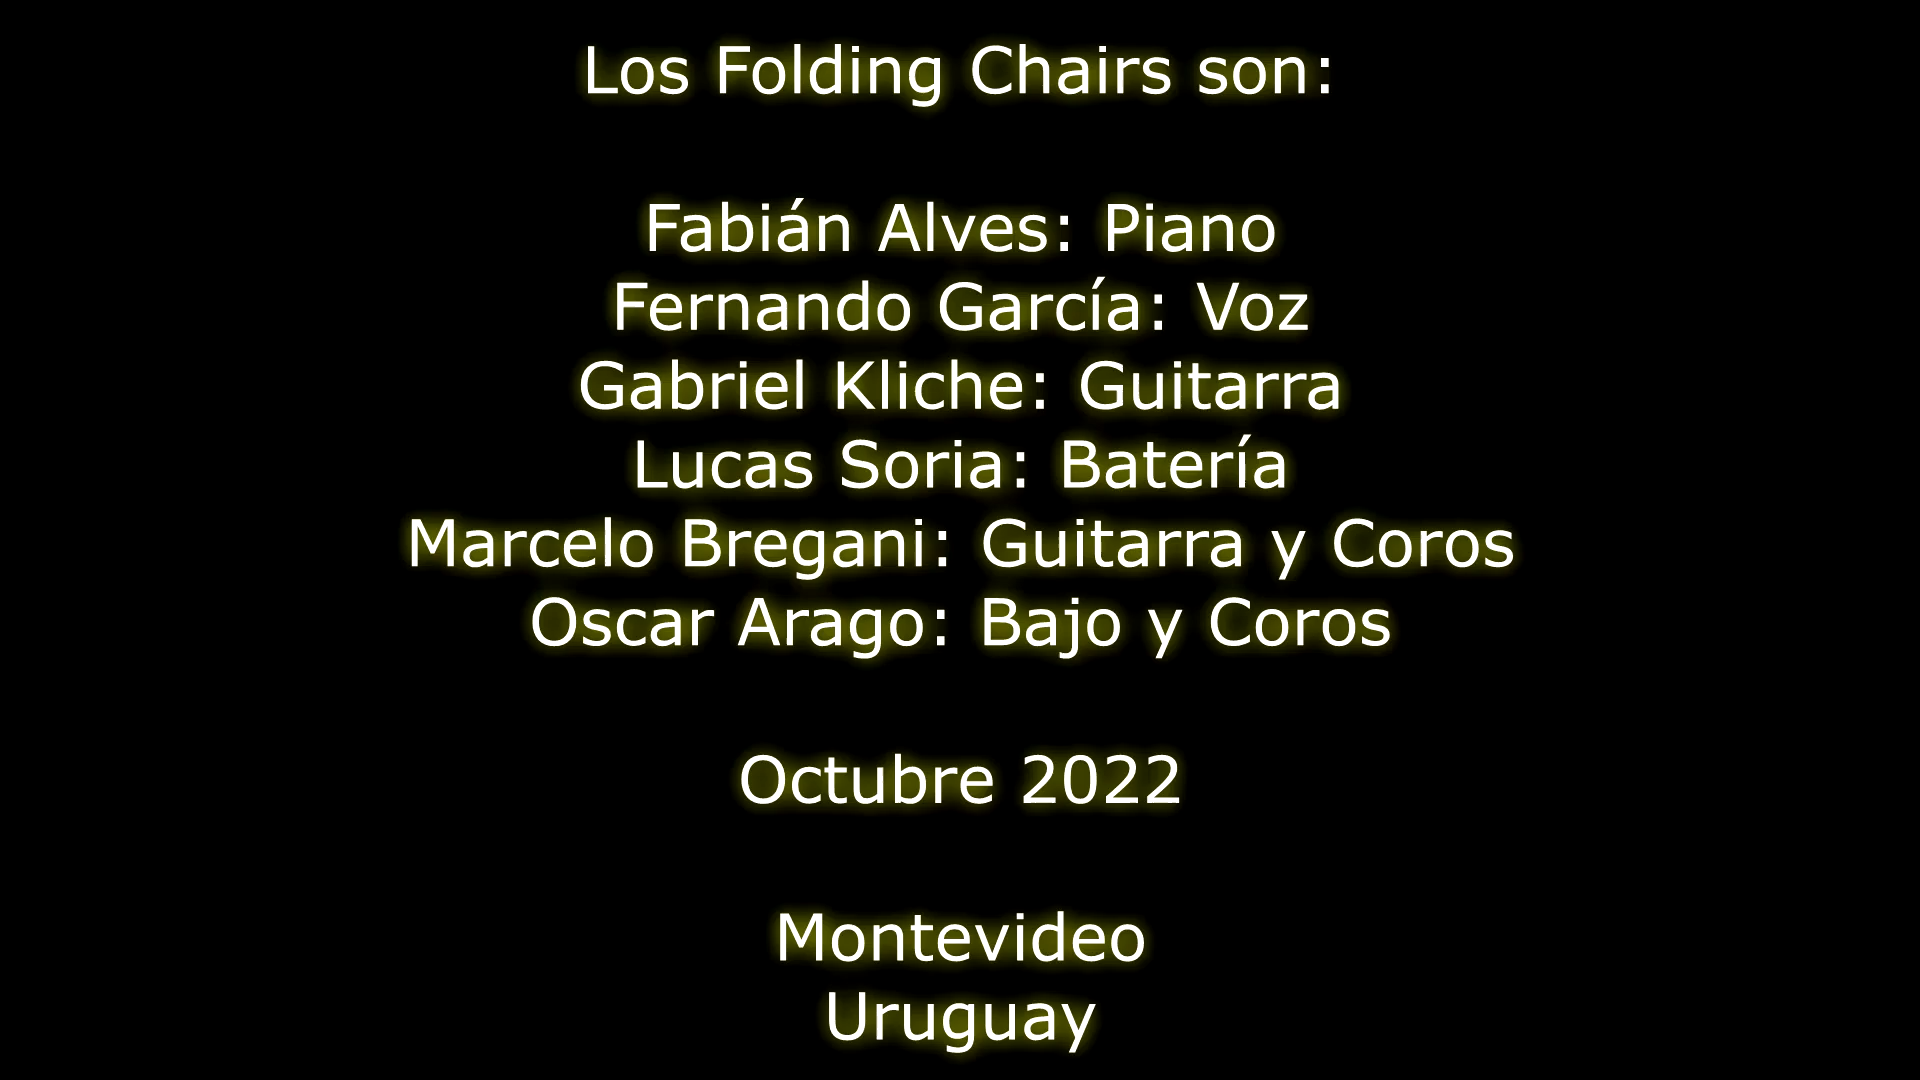 Los Folding Chairs son:
Fabián Alves: Piano
Fernando García: Voz
Gabriel Kliche: Guitarra
Lucas Soria: Batería
Marcelo Bregani: Guitarra y Coros
Oscar Arago: Bajo y Coros
Octubre 2022
Montevideo
Uruguay